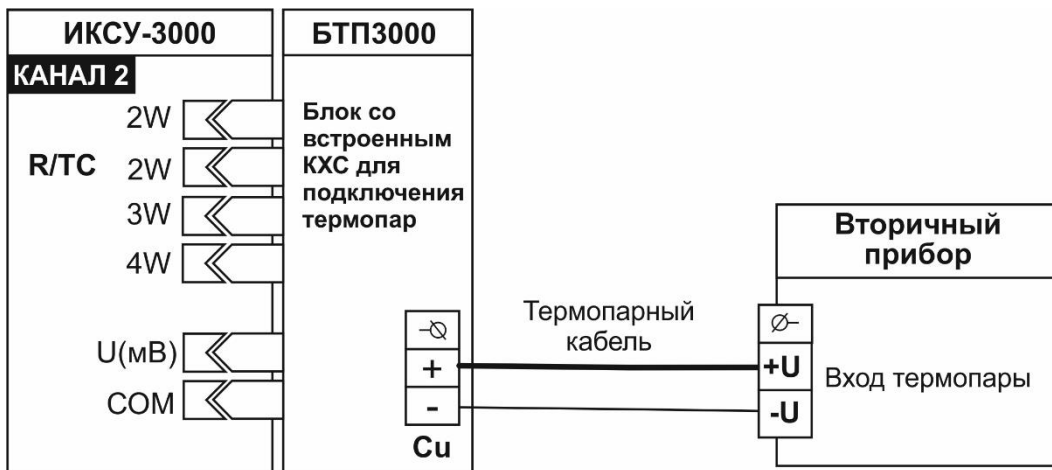 ИКСУ-3000
БТП3000
КАНАЛ 2
2W
R/TC
2W
3W
4W
U(мВ)
COM
Блок со
встроенным
КХС для
подключения
термопар
+
-
Cu
Термопарный
кабель
Вторичный
прибор
+U
-U
Вход термопары